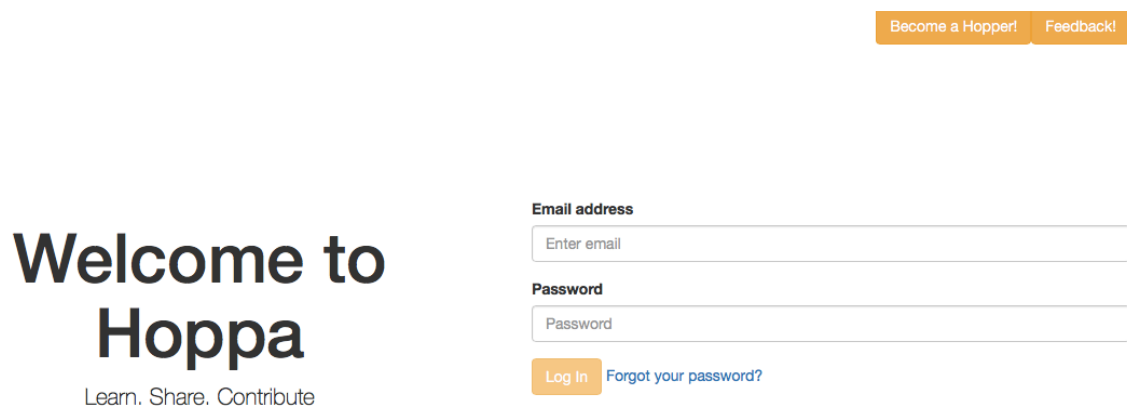 Become a Hopper!
Feedback!
Welcome to
Hoppa
Learn. Share. Contribute
Email address
Enter email
Password
Password
Log In
Forgot your password?